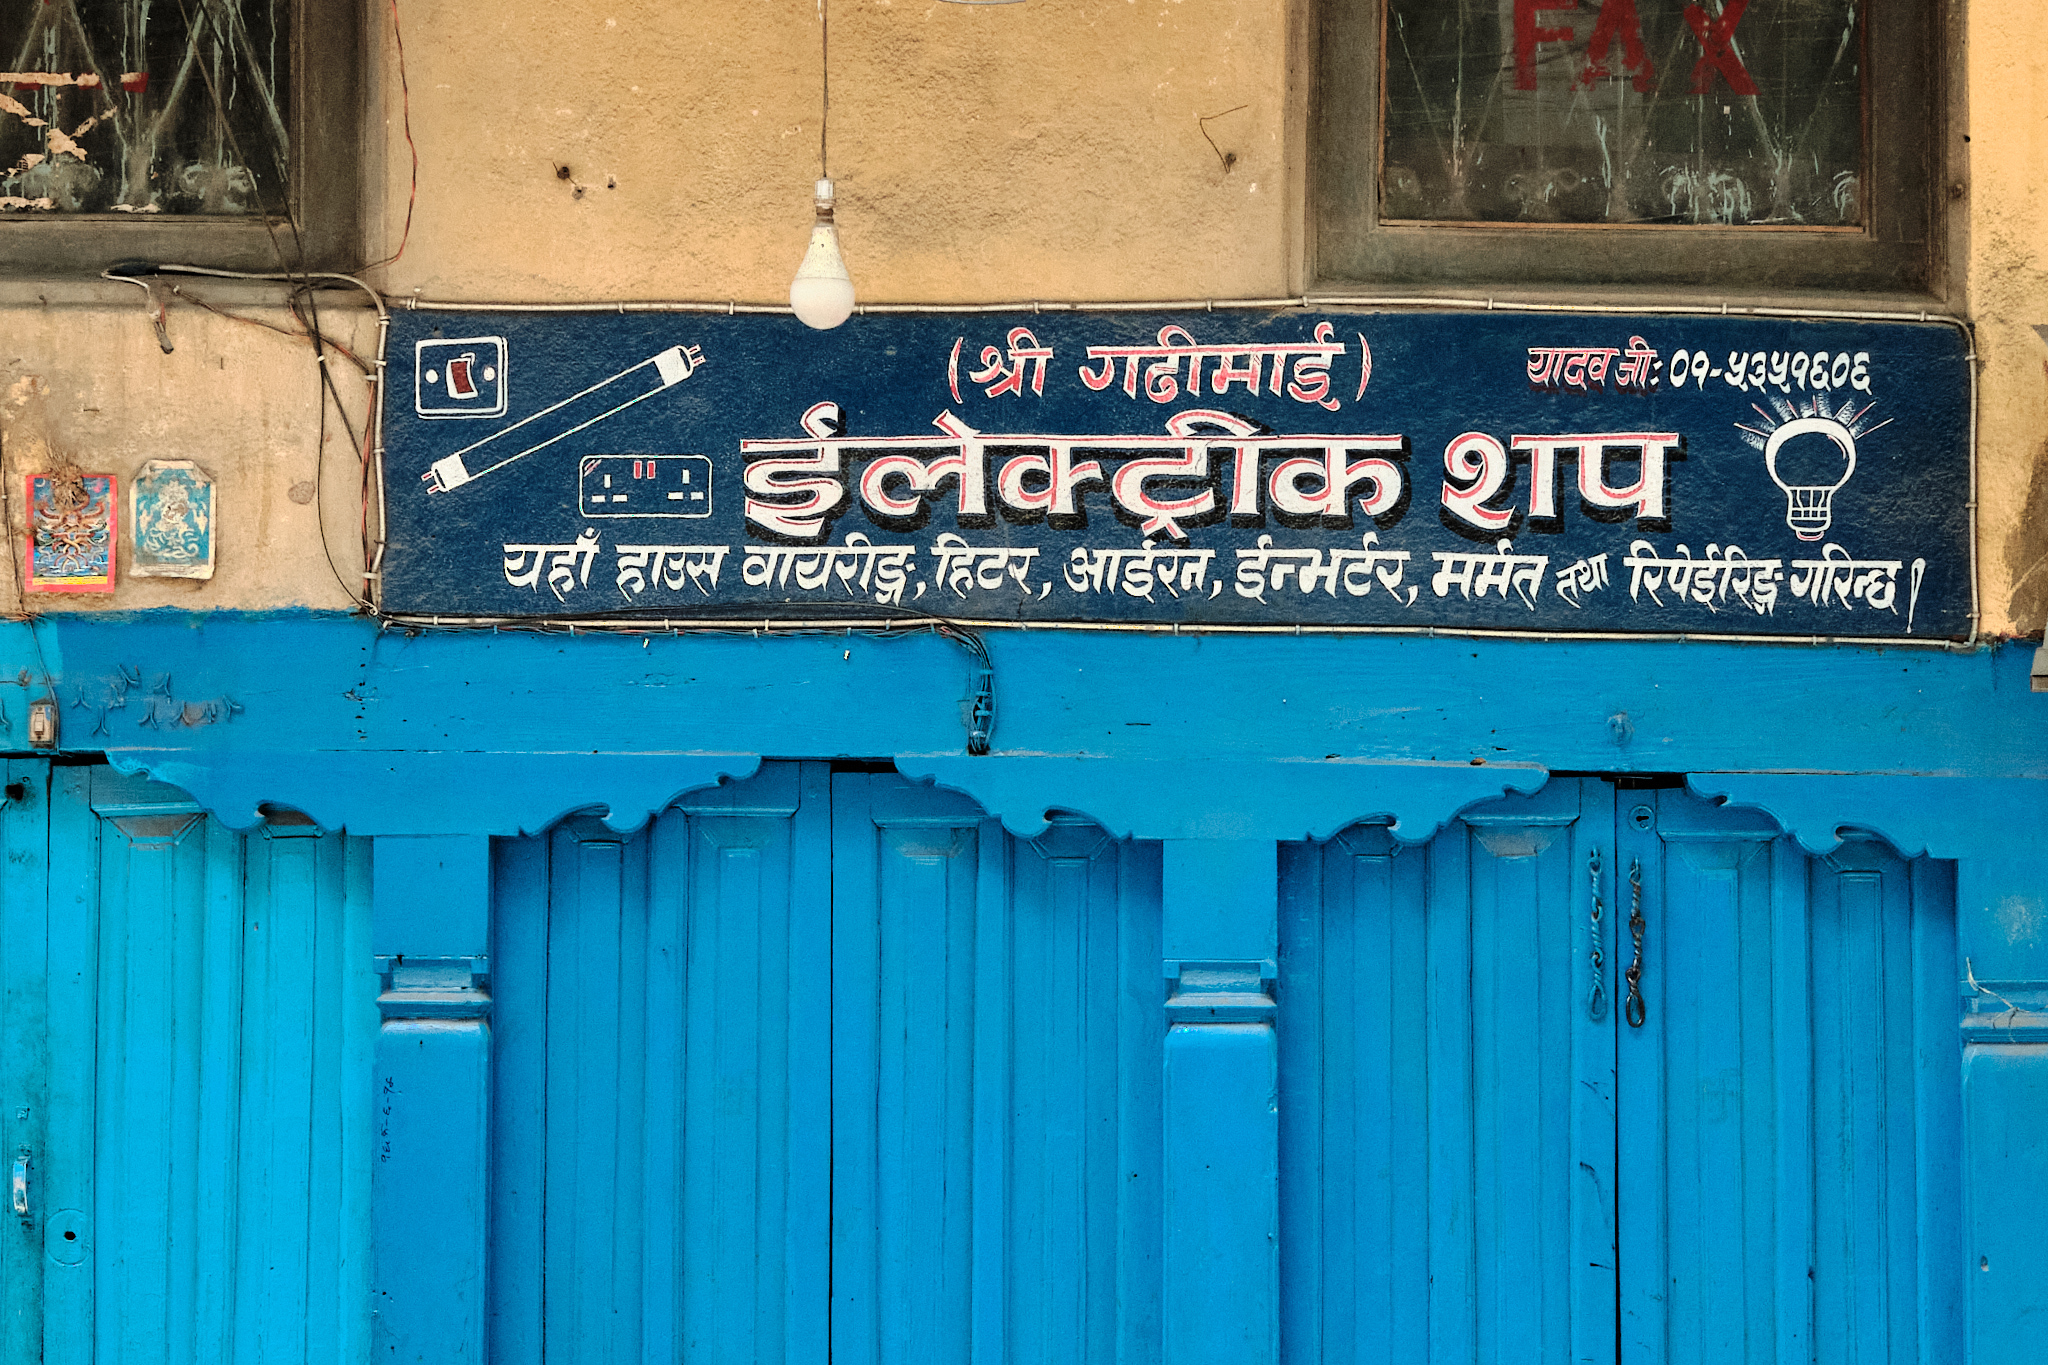 FAX
(श्री गढीमाई)
यादव जी: ०१-५३५१६०६
ईलेक्ट्रीक शप
यहाँ हाउस वायरीङ्ग, हिटर, आईरन, ईन्भर्टर, मर्मत तथा रिपेईरिङ्ग गरिन्छ।